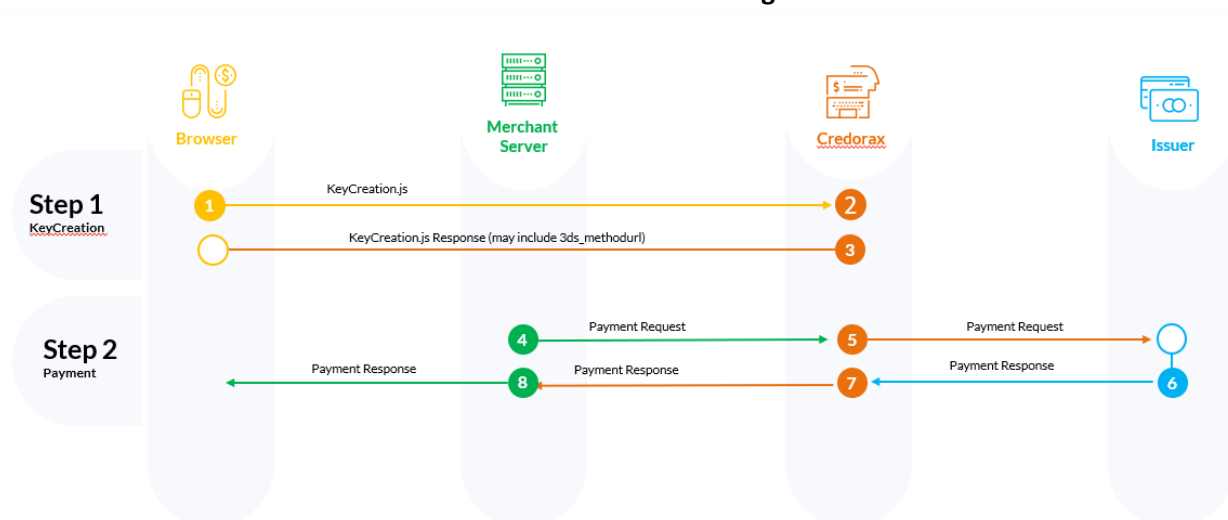 Browser
Merchant
Server
Credorax
Issuer
Step 1
KeyCreation
KeyCreation.js
1
2
KeyCreation.js Response (may include 3ds_methodurl)
3
Step 2
Payment
Payment Request
Payment Request
4
5
Payment Response
Payment Response
Payment Response
8
7
6